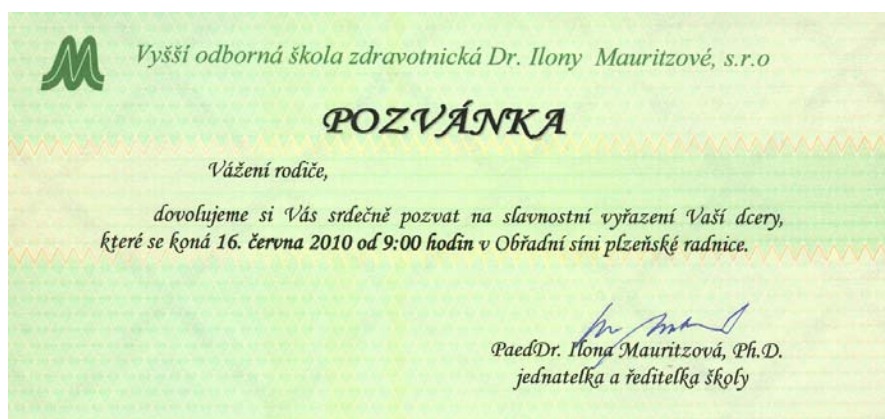 M
Vyšší odborná škola zdravotnická Dr. Ilony Mauritzové, s.r.o
POZVÁNKA
Vážení rodiče,
dovolujeme si Vás srdečně pozvat na slavnostní vyřazení Vaší dcery,
které se koná 16. června 2010 od 9:00 hodin v Obřadní síni plzeňské radnice.
PaedDr. Ilona Mauritzová, Ph.D.
jednatelka a ředitelka školy